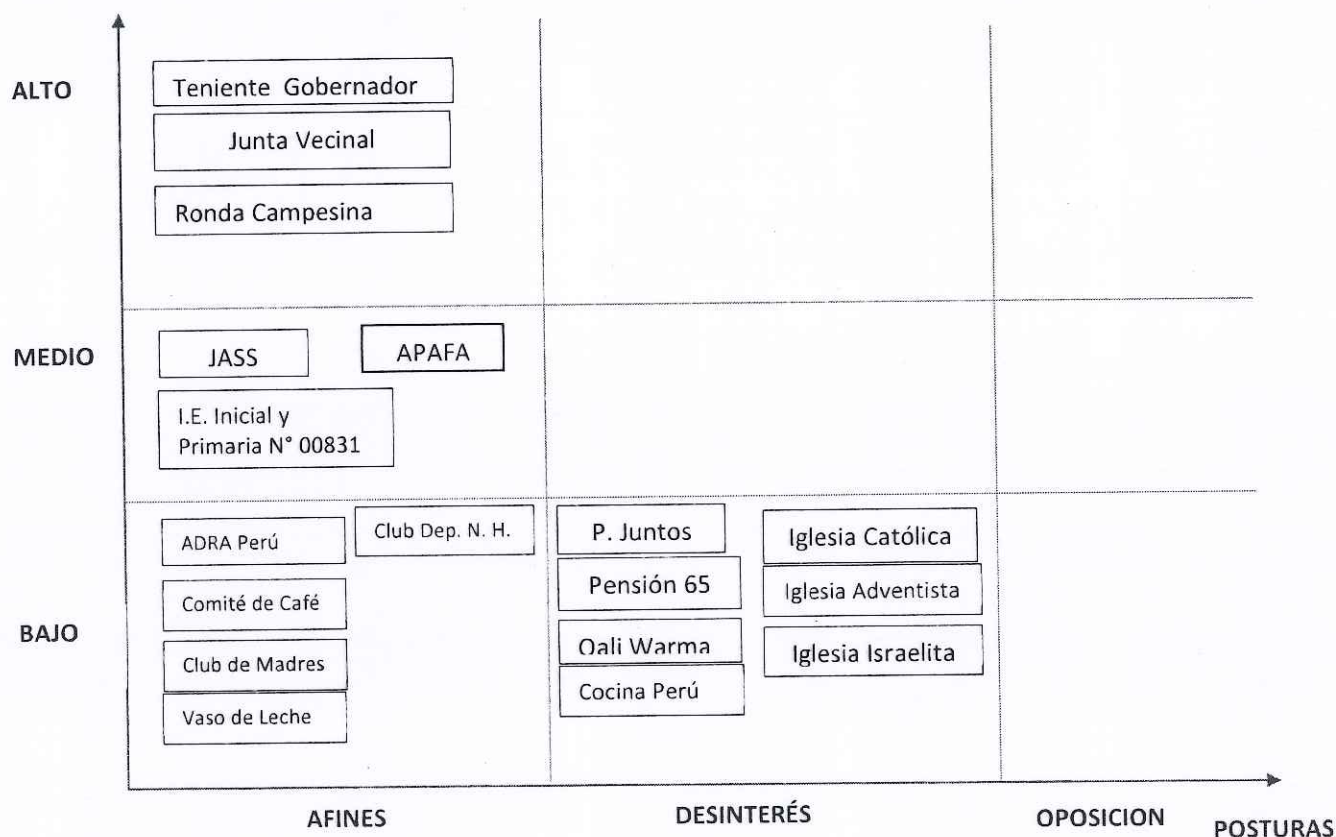 ALTO
Teniente Gobernador
Junta Vecinal
Ronda Campesina
MEDIO
JASS
APAFA
I.E. Inicial y
Primaria N° 00831
BAJO
ADRA Perú
Club Dep. N. H.
Comité de Café
Club de Madres
Vaso de Leche
P. Juntos
Pensión 65
Qali Warma
Cocina Perú
Iglesia Católica
Iglesia Adventista
Iglesia Israelita
AFINES
DESINTERÉS
OPOSICION
POSTURAS